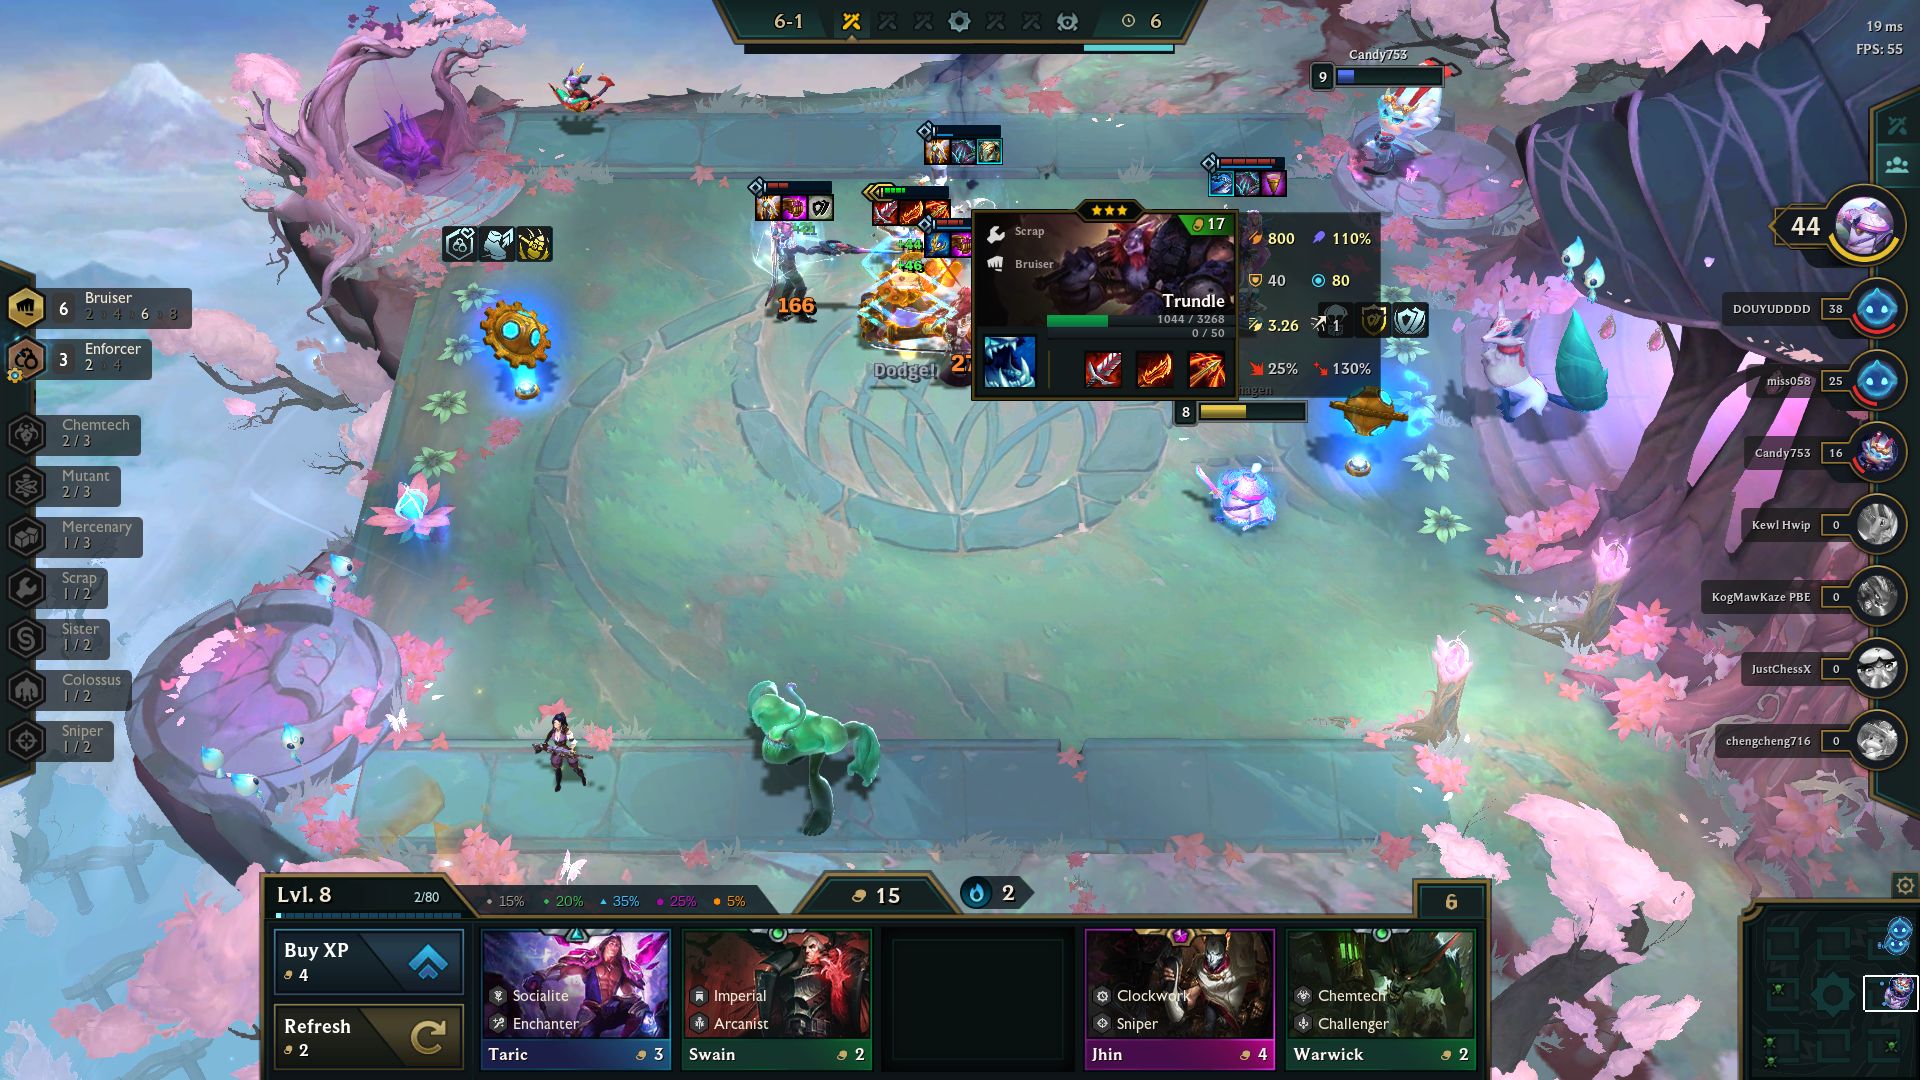 6-1
6
19 ms
FPS: 55
Candy753
9
44
DOUYUDDDD 38
miss058 25
Candy753 16
Kewl Hwip 0
KogMawKaze PBE 0
JustChessX 0
chengcheng716 0
6 Bruiser
2 4 6 8
3 Enforcer
2 4
Chemtech
2 / 3
Mutant
2 / 3
Mercenary
1 / 3
Scrap
1 / 2
Sister
1 / 2
Colossus
1 / 2
Sniper
1 / 2
+44
+46
166
Dodge!
Scrap
17
Bruiser
Trundle
1044 / 3268
0 / 50
800 110%
40 80
3.26 1
25% 130%
8
Lvl. 8
2/80
15% 20% 35% 25% 5%
15
2
6
Buy XP
4
Refresh
2
Socialite
Enchanter
Taric 3
Imperial
Arcanist
Swain 2
Clockwork
Sniper
Jhin 4
Chemtech
Challenger
Warwick 2